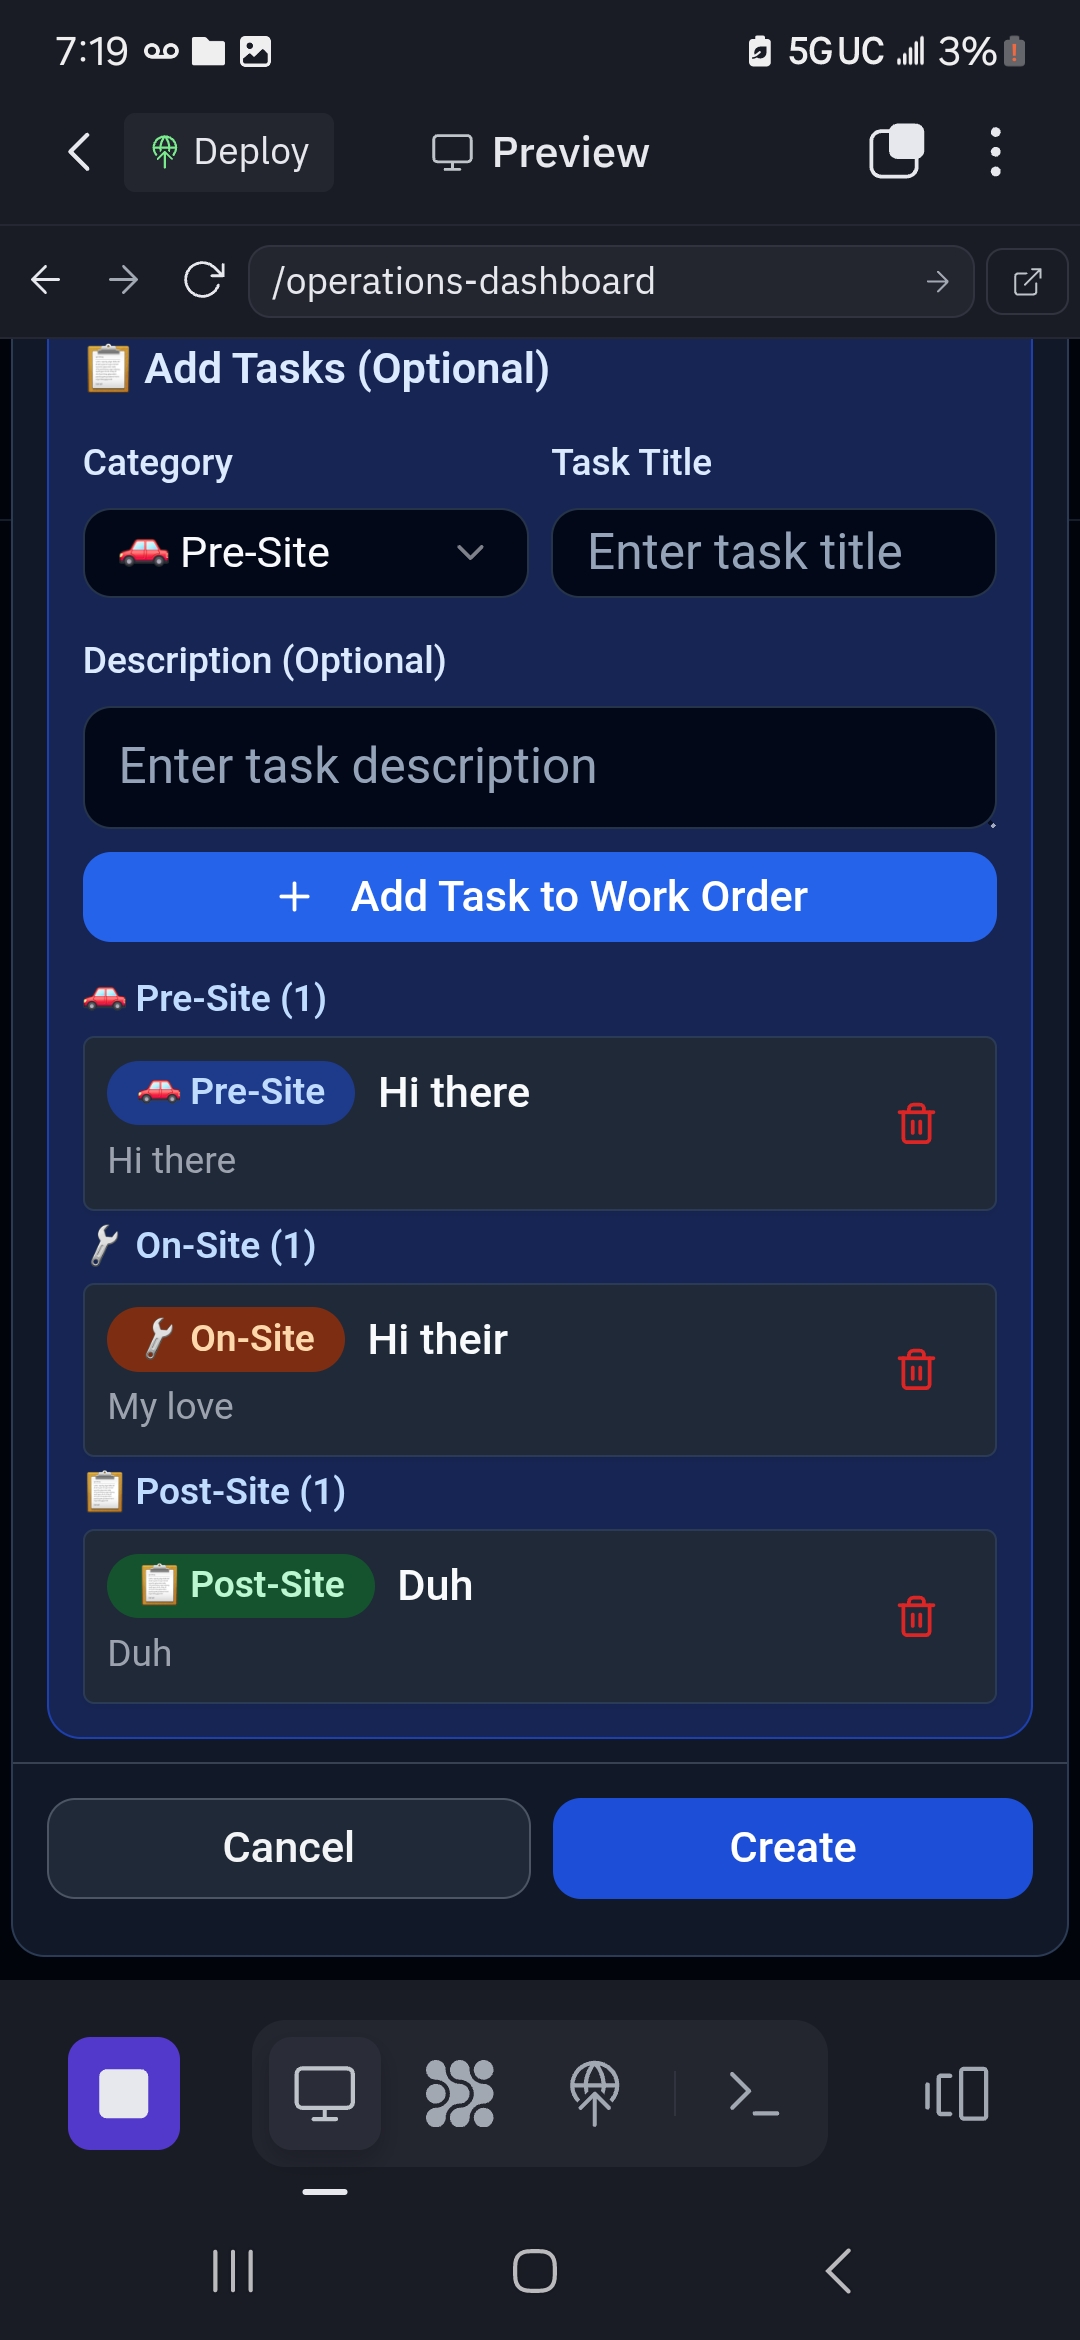 7:19 5G UC 3%
Deploy Preview
/operations-dashboard
Add Tasks (Optional)
Category Task Title
Pre-Site Enter task title
Description (Optional)
Enter task description
Add Task to Work Order
Pre-Site (1)
Pre-Site Hi there
Hi there
On-Site (1)
On-Site Hi their
My love
Post-Site (1)
Post-Site Duh
Duh
Cancel Create